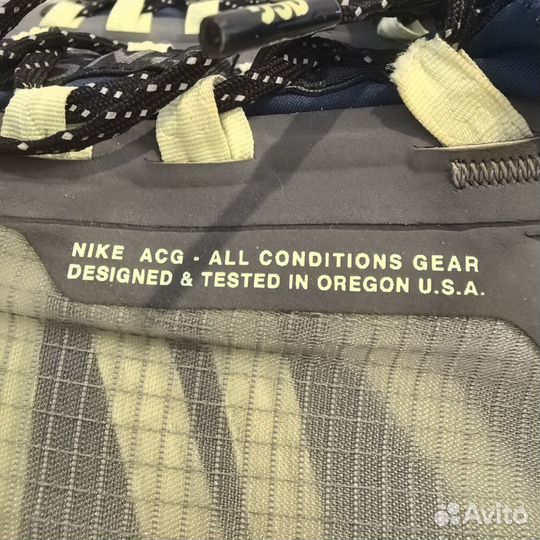 NIKE ACG - ALL CONDITIONS GEAR
DESIGNED & TESTED IN OREGON U.S.A.
Avito